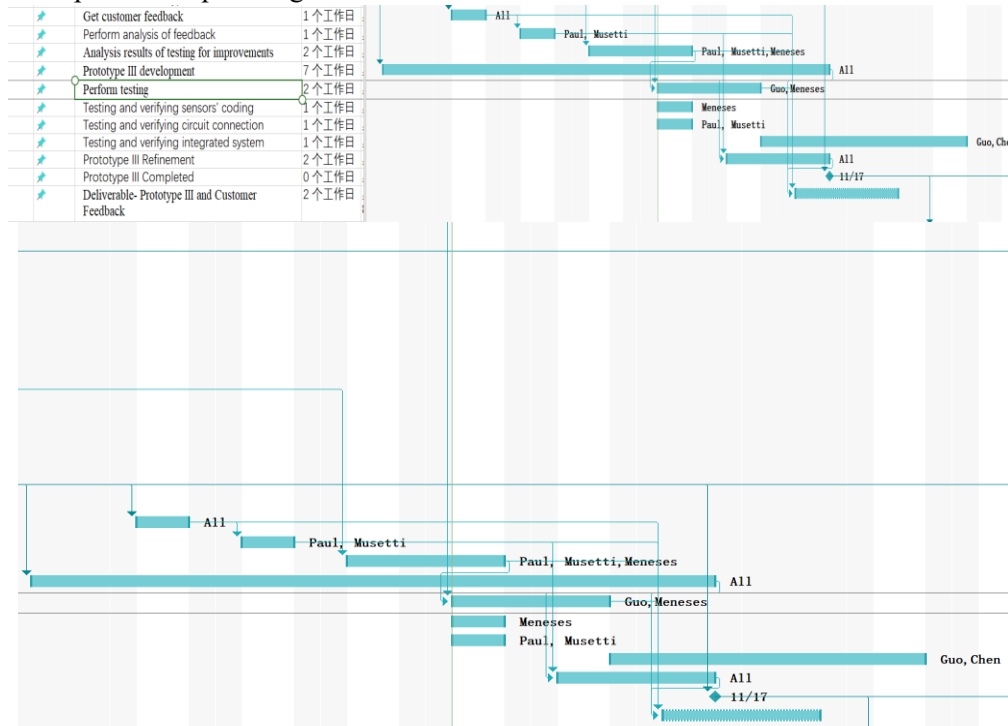 Get customer feedback 1 个工作日 All
Perform analysis of feedback 1 个工作日 Paul, Musetti
Analysis results of testing for improvements 2 个工作日 Paul, Musetti,Meneses
Prototype III development 7 个工作日 All
Perform testing 2 个工作日 Guo,Meneses
Testing and verifying sensors' coding 1 个工作日 Meneses
Testing and verifying circuit connection 1 个工作日 Paul, Musetti
Testing and verifying integrated system 1 个工作日 Guo,Che
Prototype III Refinement 2 个工作日 All
Prototype III Completed 0 个工作日 11/17
Deliverable- Prototype III and Customer 2 个工作日
Feedback
All
Paul, Musetti
Paul, Musetti,Meneses
All
Guo,Meneses
Meneses
Paul, Musetti
Guo,Chen
All
11/17